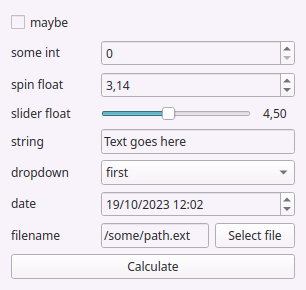 maybe
some int 0
spin float 3,14
slider float 4,50
string Text goes here
dropdown first
date 19/10/2023 12:02
filename /some/path.ext Select file
Calculate